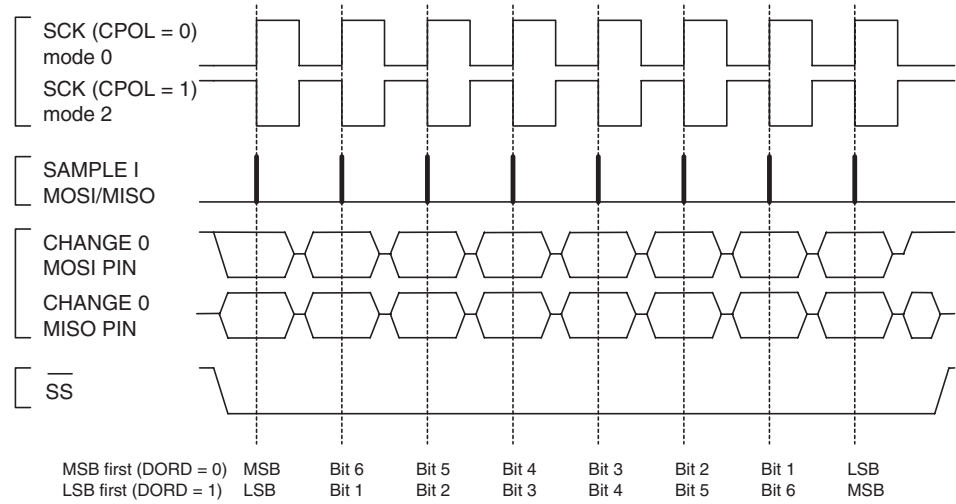 SCK (CPOL = 0)
mode 0
SCK (CPOL = 1)
mode 2
SAMPLE I
MOSI/MISO
CHANGE 0
MOSI PIN
CHANGE 0
MISO PIN
SS
MSB first (DORD = 0) MSB Bit 6 Bit 5 Bit 4 Bit 3 Bit 2 Bit 1 LSB
LSB first (DORD = 1) LSB Bit 1 Bit 2 Bit 3 Bit 4 Bit 5 Bit 6 MSB